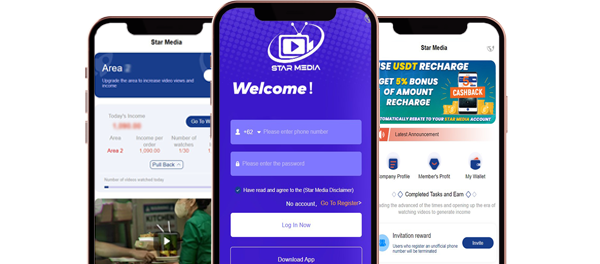 Star Media
Area 2
Upgrade the area to increase video views and
income
Today's Income
Go To W
Area
Income per
order
Number of
watches
Area 2
1,090.00
1/30
Pull Back
Number of videos watched today
KITCHEN
STAR MEDIA
Welcome!
+62
Please enter phone number
Please enter the password
Have read and agree to the (Star Media Disclaimer)
No account, Go To Register>
Log In Now
Download App
Star Media
SE USDT RECHARGE
GET 5% BONUS
OF AMOUNT
RECHARGE
CASHBACK
AUTOMATICALLY REBATE TO YOUR STAR MEDIA ACCOUNT
Latest Announcement
ompany Profile
Member's Profit
My Wallet
Completed Tasks and Earn
ading the advanced of the times and opening up the era of
watching videos to generate income
Invitation reward
Users who register an unofficial phone
number will be terminated.
Invite